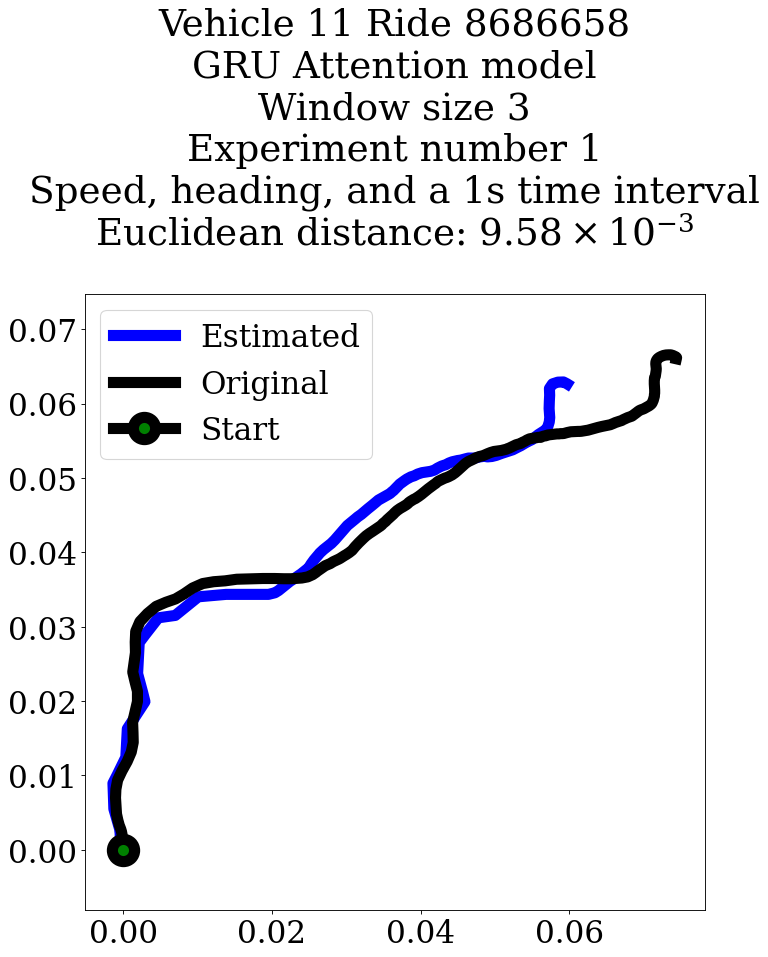 Vehicle 11 Ride 8686658
GRU Attention model
Window size 3
Experiment number 1
Speed, heading, and a 1s time interval
Euclidean distance: 9.58 × 10⁻³
Estimated
Original
Start
0.07
0.06
0.05
0.04
0.03
0.02
0.01
0.00
0.00 0.02 0.04 0.06